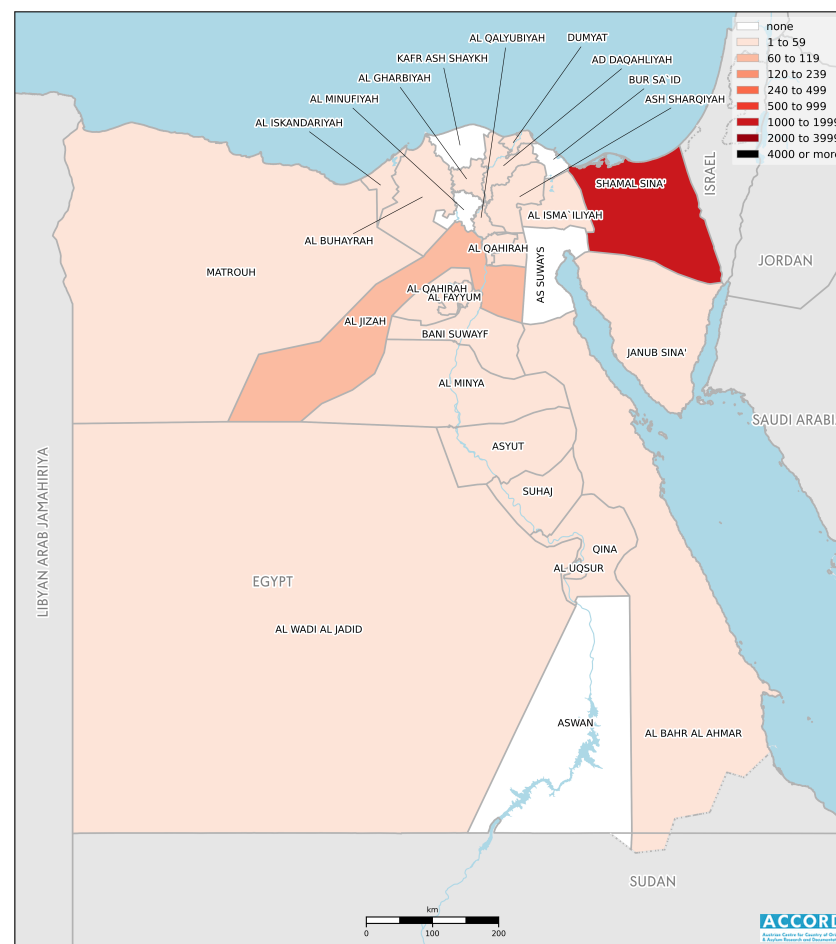 none
1 to 59
60 to 119
120 to 239
240 to 499
500 to 999
1000 to 1999
2000 to 3999
4000 or more
AL QALYUBIYAH
DUMYAT
KAFR ASH SHAYKH
AD DAQAHLIYAH
AL GHARBIYAH
BUR SA`ID
AL MINUFIYAH
ASH SHARQIYAH
AL ISKANDARIYAH
ISRAEL
SHAMAL SINA'
AL ISMA`ILIYAH
AL BUHAYRAH
AL QAHIRAH
JORDAN
MATROUH
AS SUWAYS
AL QAHIRAH
AL FAYYUM
AL JIZAH
BANI SUWAYF
JANUB SINA'
AL MINYA
SAUDI ARABIA
ASYUT
SUHAJ
LIBYAN ARAB JAMAHIRIYA
QINA
AL UQSUR
EGYPT
AL WADI AL JADID
ASWAN
AL BAHR AL AHMAR
SUDAN
km
0 100 200
ACCORD